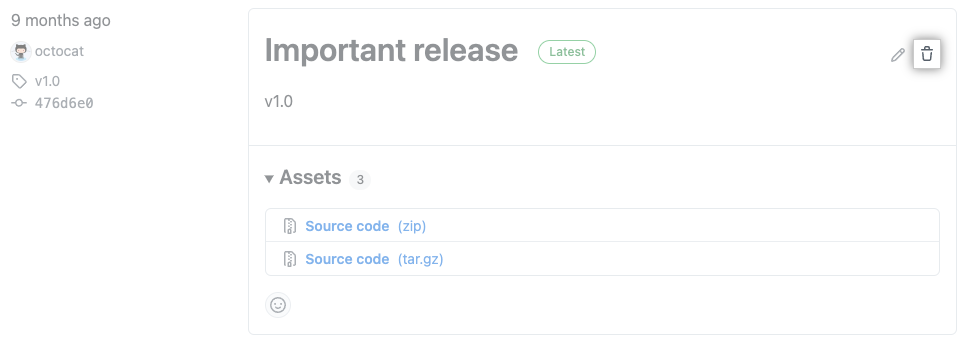 9 months ago
octocat
v1.0
476d6e0
Important release Latest
v1.0
Assets 3
Source code (zip)
Source code (tar.gz)